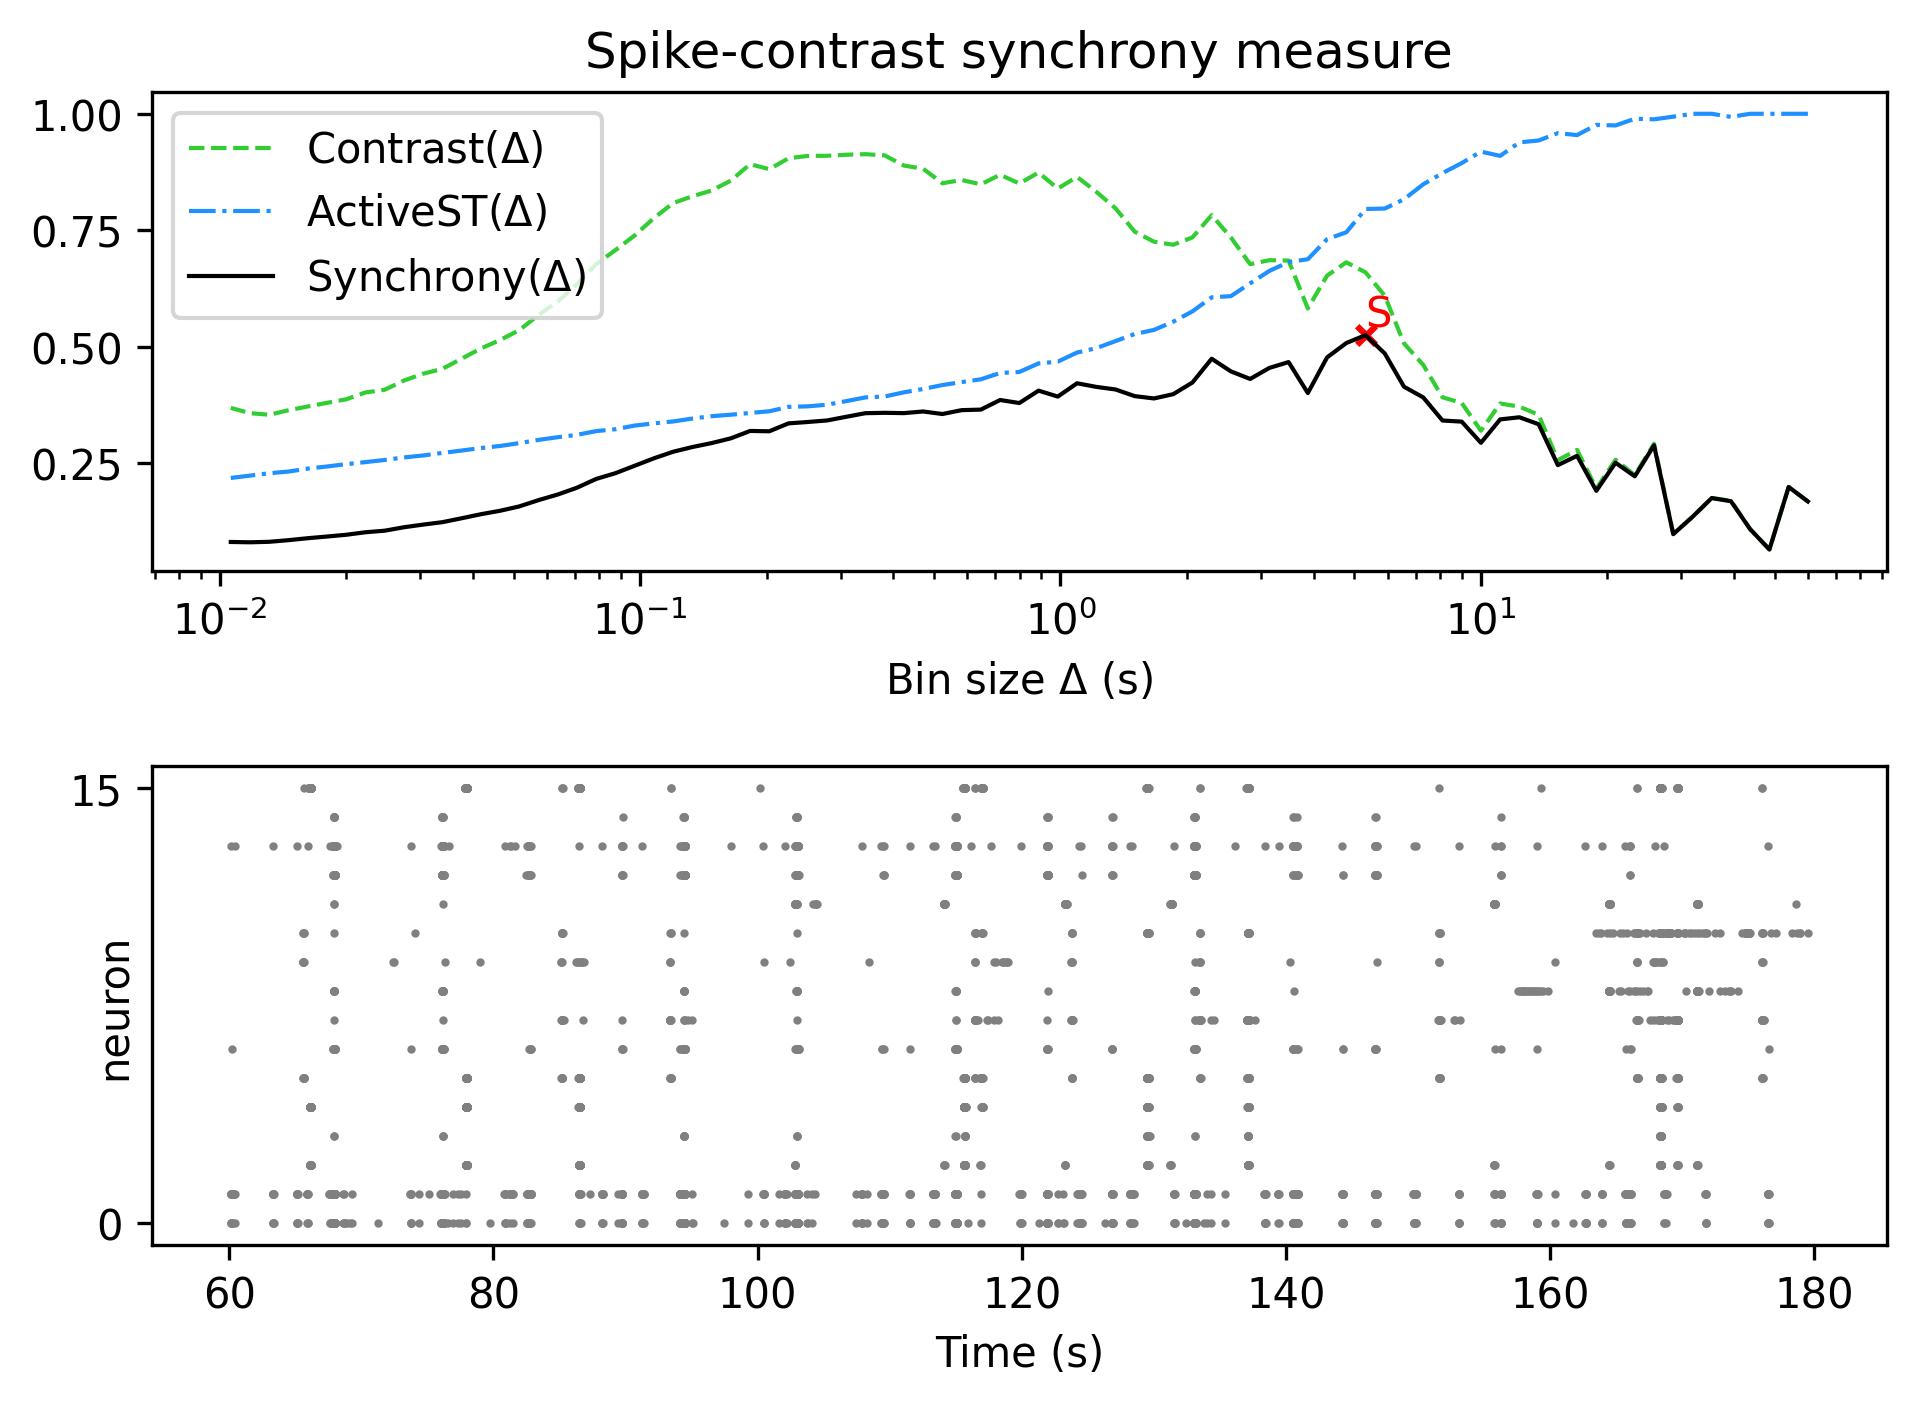 Spike-contrast synchrony measure
1.00
0.75
0.50
0.25
Contrast(Δ)
ActiveST(Δ)
Synchrony(Δ)
S
10⁻² 10⁻¹ 10⁰ 10¹
Bin size Δ (s)
15
0
neuron
60 80 100 120 140 160 180
Time (s)